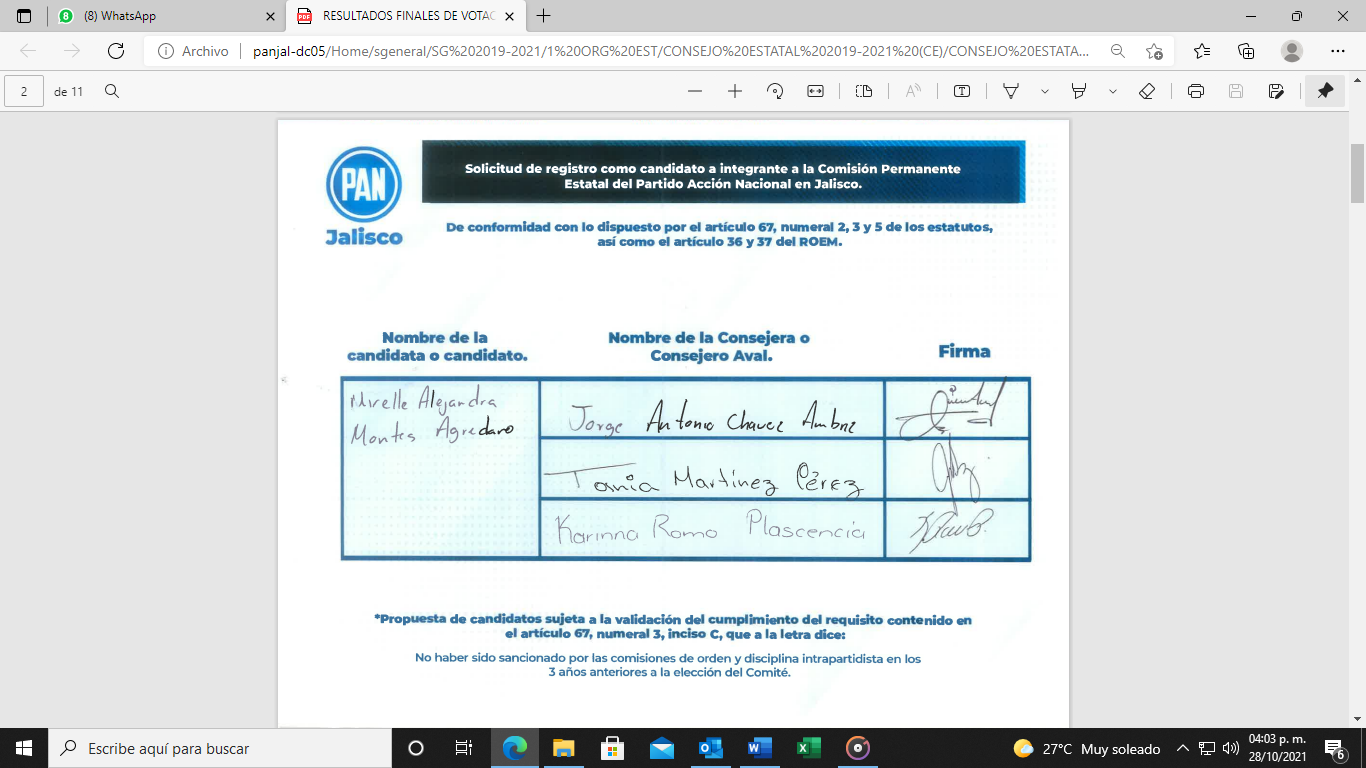 (8) WhatsApp
RESULTADOS FINALES DE VOTAC
Archivo
panjal-dc05/Home/sgeneral/SG%202019-2021/1%20ORG%20EST/CONSEJO%20ESTATAL%202019-2021%20(CE)/CONSEJO%20ESTATA...
2 de 11
PAN
Jalisco
Solicitud de registro como candidato a integrante a la Comisión Permanente
Estatal del Partido Acción Nacional en Jalisco.
De conformidad con lo dispuesto por el artículo 67, numeral 2, 3 y 5 de los estatutos,
así como el artículo 36 y 37 del ROEM.
Nombre de la
candidata o candidato.
Nombre de la Consejera o
Consejero Aval.
Firma
Mirelle Alejandra
Montes Agredano
Jorge Antonio Chavez Ambriz
Tania Martínez Pérez
Karinna Romo Plascencia
*Propuesta de candidatos sujeta a la validación del cumplimiento del requisito contenido en
el artículo 67, numeral 3, inciso C, que a la letra dice:
No haber sido sancionado por las comisiones de orden y disciplina intrapartidista en los
3 años anteriores a la elección del Comité.
Escribe aquí para buscar
27°C Muy soleado
04:03 p. m.
28/10/2021
6